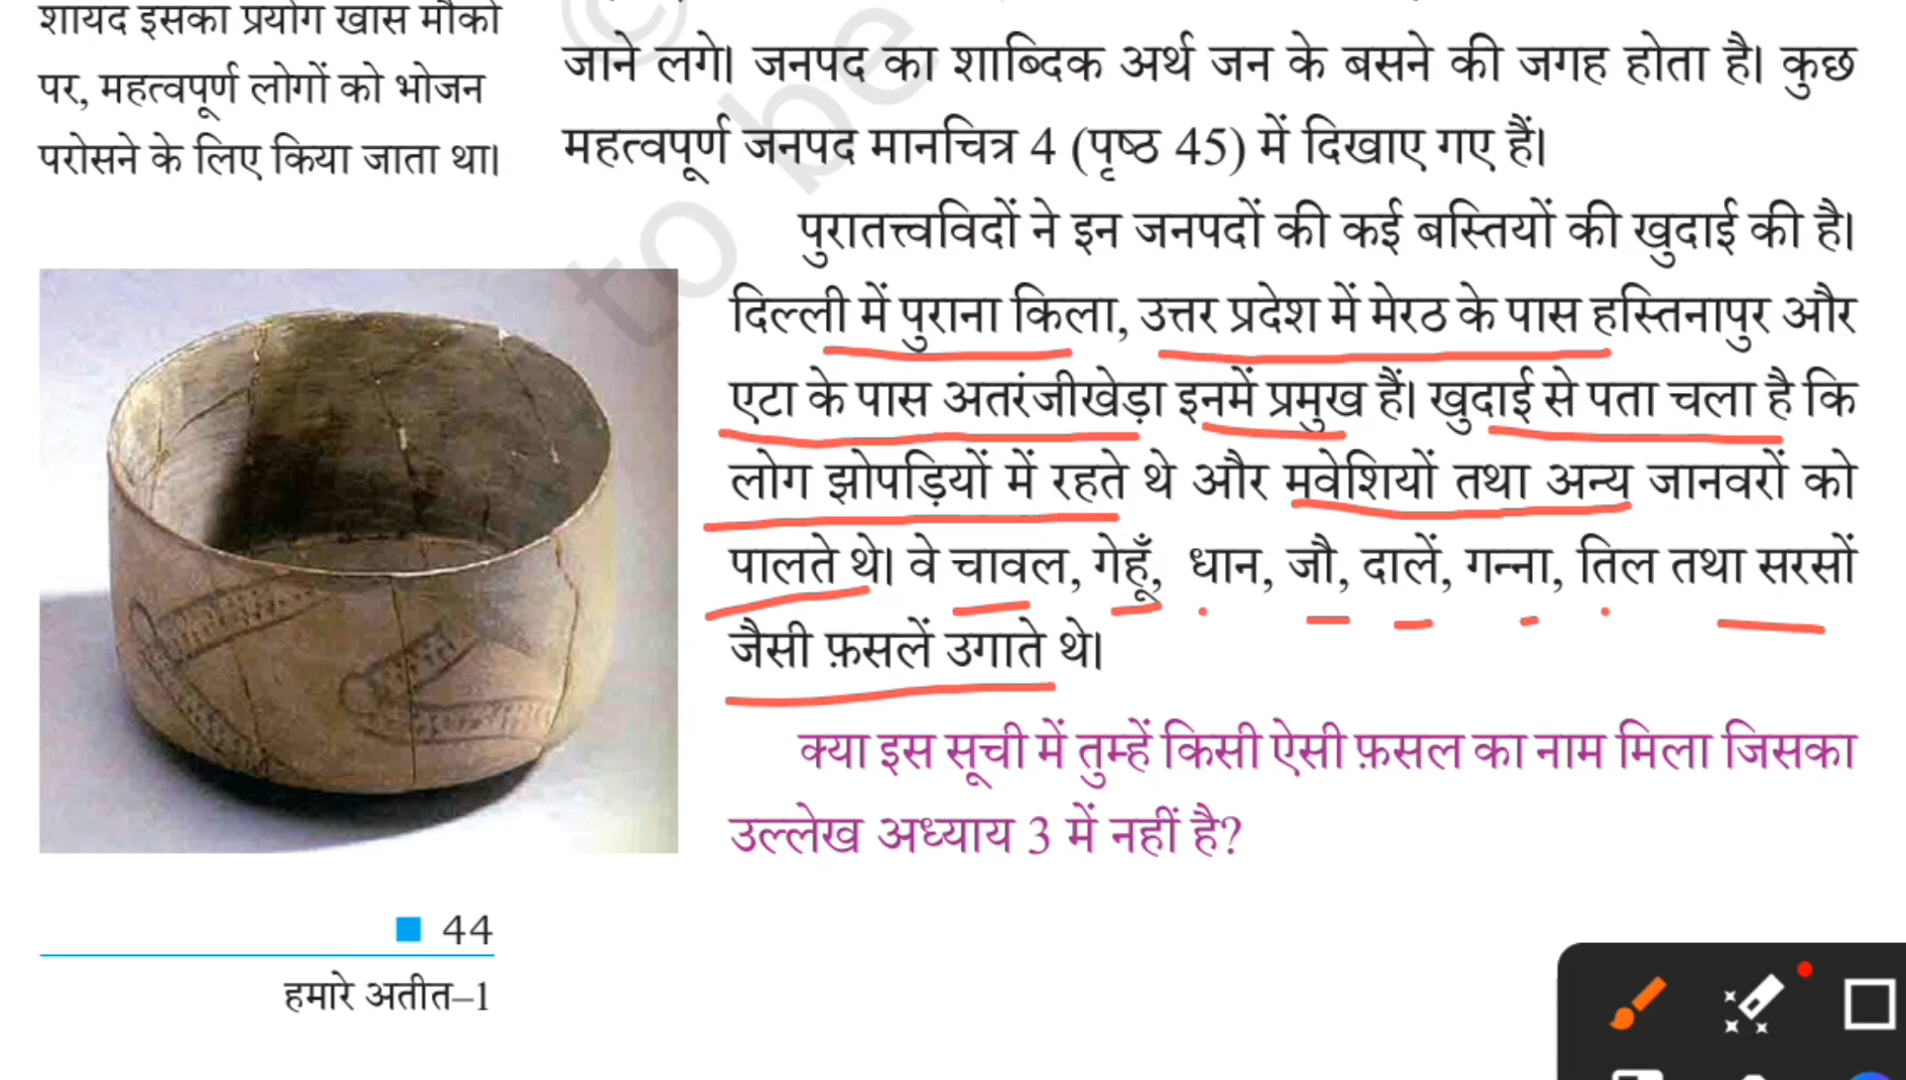 शायद इसका प्रयोग खास मौकों
पर, महत्वपूर्ण लोगों को भोजन
परोसने के लिए किया जाता था।
जाने लगे। जनपद का शाब्दिक अर्थ जन के बसने की जगह होता है। कुछ
महत्वपूर्ण जनपद मानचित्र 4 (पृष्ठ 45) में दिखाए गए हैं।
पुरातत्त्वविदों ने इन जनपदों की कई बस्तियों की खुदाई की है।
दिल्ली में पुराना किला, उत्तर प्रदेश में मेरठ के पास हस्तिनापुर और
एटा के पास अतरंजीखेड़ा इनमें प्रमुख हैं। खुदाई से पता चला है कि
लोग झोपड़ियों में रहते थे और मवेशियों तथा अन्य जानवरों को
पालते थे। वे चावल, गेहूँ, धान, जौ, दालें, गन्ना, तिल तथा सरसों
जैसी फ़सलें उगाते थे।
क्या इस सूची में तुम्हें किसी ऐसी फ़सल का नाम मिला जिसका
उल्लेख अध्याय 3 में नहीं है?
44
हमारे अतीत–1
© to be